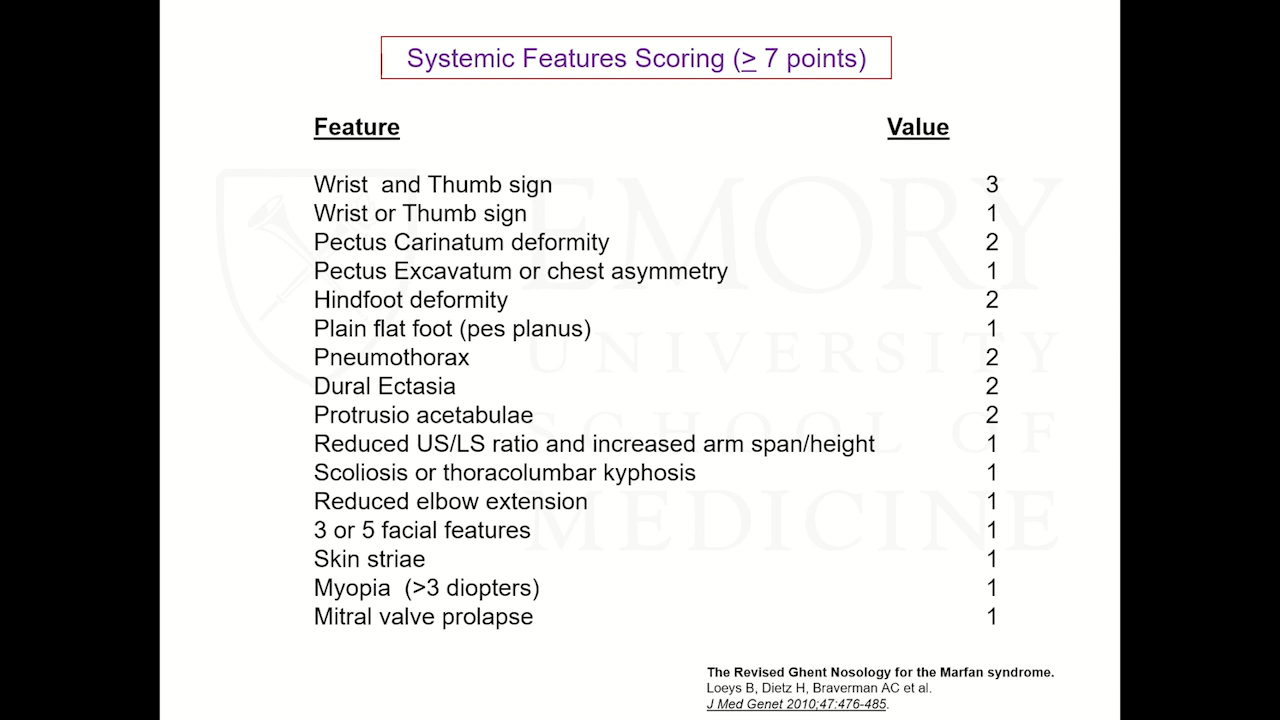 Systemic Features Scoring (≥ 7 points)
Feature Value
Wrist and Thumb sign 3
Wrist or Thumb sign 1
Pectus Carinatum deformity 2
Pectus Excavatum or chest asymmetry 1
Hindfoot deformity 2
Plain flat foot (pes planus) 1
Pneumothorax 2
Dural Ectasia 2
Protrusio acetabulae 2
Reduced US/LS ratio and increased arm span/height 1
Scoliosis or thoracolumbar kyphosis 1
Reduced elbow extension 1
3 or 5 facial features 1
Skin striae 1
Myopia (>3 diopters) 1
Mitral valve prolapse 1
EMORY
UNIVERSITY
SCHOOL OF
MEDICINE
The Revised Ghent Nosology for the Marfan syndrome.
Loeys B, Dietz H, Braverman AC et al.
J Med Genet 2010;47:476-485.